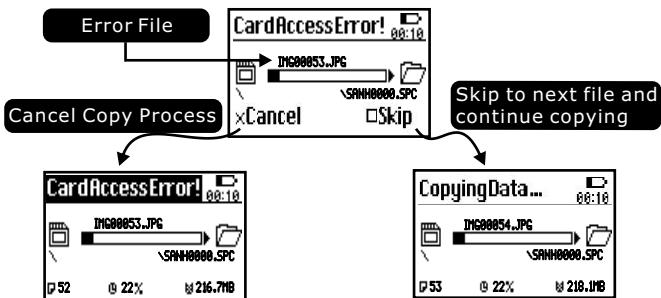 Error File
CardAccessError!
00:10
IMG00053.JPG
\
\SANH0000.SPC
×Cancel
□Skip
Cancel Copy Process
Skip to next file and
continue copying
CardAccessError!
00:10
IMG00053.JPG
\
\SANH0000.SPC
52
22%
216.7MB
CopyingData...
00:10
IMG00054.JPG
\
\SANH0000.SPC
53
22%
218.1MB